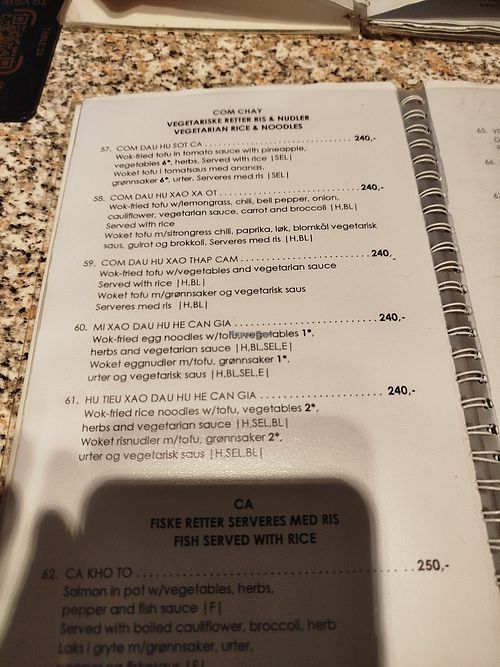 TO VIEW
TABLE 24
COM CHAY
VEGETARISKE RETTER RIS & NUDLER
VEGETARIAN RICE & NOODLES
57. COM DAU HU SOT CA 240,-
Wok-fried tofu in tomato sauce with pineapple,
vegetables 6*, herbs. Served with rice |SEL|
Woket tofu i tomatsaus med ananas,
grønnsaker 6*, urter. Serveres med ris |SEL|
58. COM DAU HU XAO XA OT 240,-
Wok-fried tofu w/lemongrass, chili, bell pepper, onion,
cauliflower, vegetarian sauce, carrot and broccoli |H,BL|
Served with rice
Woket tofu m/sitrongress chili, paprika, løk, blomkål vegetarisk
saus, gulrot og brokkoli. Serveres med ris |H,BL|
59. COM DAU HU XAO THAP CAM 240,-
Wok-fried tofu w/vegetables and vegetarian sauce
Served with rice |H,BL|
Woket tofu m/grønnsaker og vegetarisk saus
Serveres med ris |H,BL|
60. MI XAO DAU HU HE CAN GIA 240,-
Wok-fried egg noodles w/tofu,vegetables 1*,
herbs and vegetarian sauce |H,BL,SEL,E|
Woket eggnudler m/tofu, grønnsaker 1*,
urter og vegetarisk saus |H,BL,SEL,E|
61. HU TIEU XAO DAU HU HE CAN GIA 240,-
Wok-fried rice noodles w/tofu, vegetables 2*,
herbs and vegetarian sauce |H,SEL,BL|
Woket risnudler m/tofu, grønnsaker 2*,
urter og vegetarisk saus |H,SEL,BL|
CA
FISKE RETTER SERVERES MED RIS
FISH SERVED WITH RICE
62. CA KHO TO 250,-
Salmon in pot w/vegetables, herbs,
pepper and fish sauce |F|
Served with boiled cauliflower, broccoli, herb
Laks i gryte m/grønnsaker, urter,
65.
66.